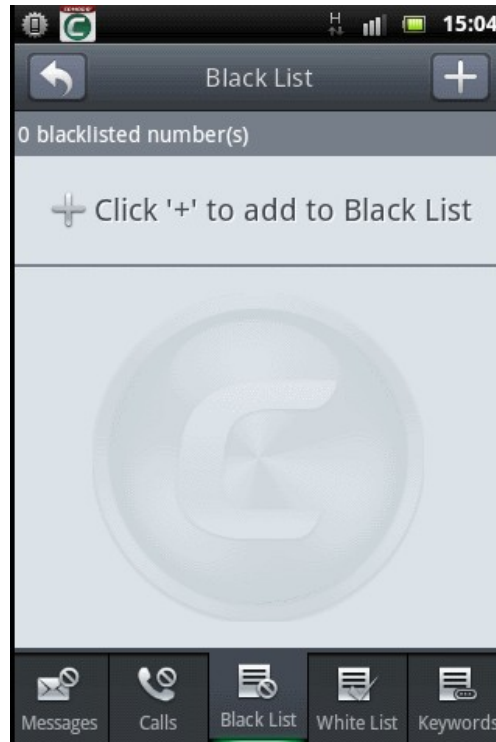 H
15:04
Black List
0 blacklisted number(s)
Click '+' to add to Black List
Messages
Calls
Black List
White List
Keywords